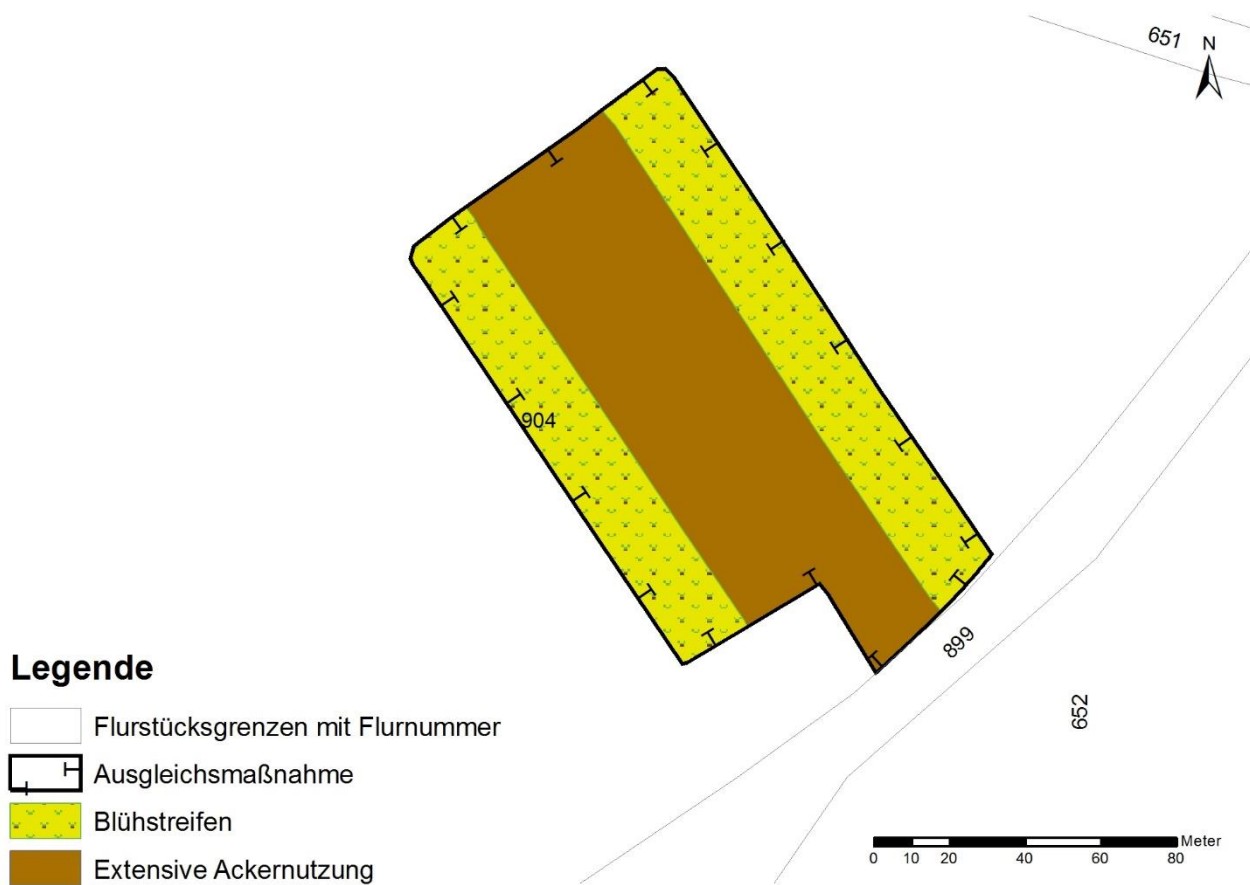 651
N
904
899
652
Legende
Flurstücksgrenzen mit Flurnummer
Ausgleichsmaßnahme
Blühstreifen
Extensive Ackernutzung
Meter
0 10 20 40 60 80